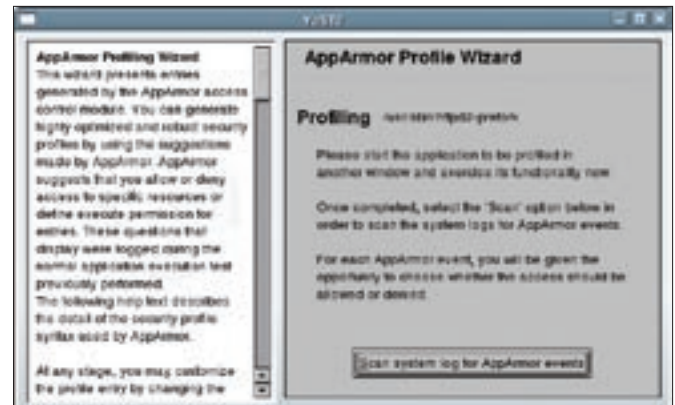 YaST2
AppArmor Profiling Wizard
This wizard presents entries
generated by the AppArmor access
control module. You can generate
highly optimized and robust security
profiles by using the suggestions
made by AppArmor. AppArmor
suggests that you allow or deny
access to specific resources or
define execute permission for
entries. These questions that
display were logged during the
normal application execution test
previously performed.
The following help text describes
the detail of the security profile
syntax used by AppArmor.
At any stage, you may customize
the profile entry by changing the
AppArmor Profile Wizard
Profiling /usr/sbin/httpd2-prefork
Please start the application to be profiled in
another window and exercise its functionality now.
Once completed, select the "Scan" option below in
order to scan the system logs for AppArmor events.
For each AppArmor event, you will be given the
opportunity to choose whether the access should be
allowed or denied.
Scan system log for AppArmor events